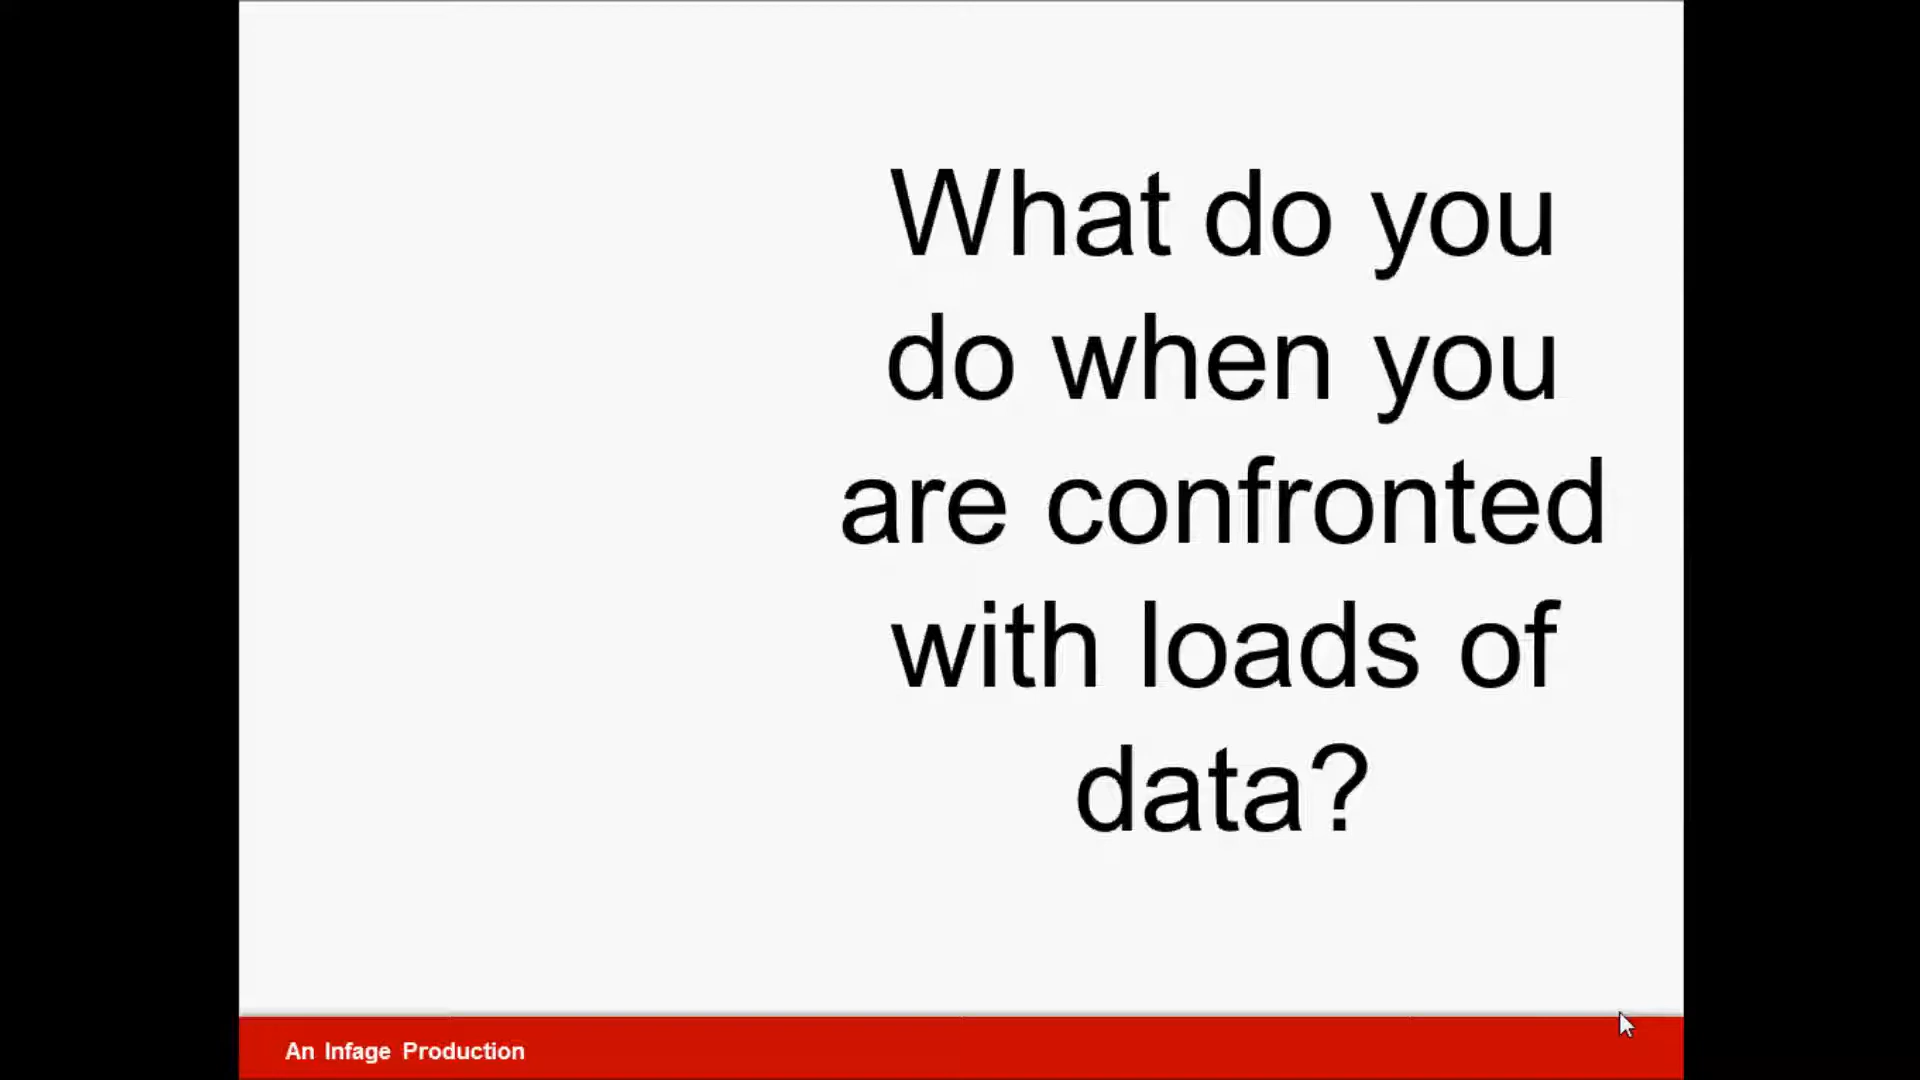 What do you
do when you
are confronted
with loads of
data?
An Infage Production